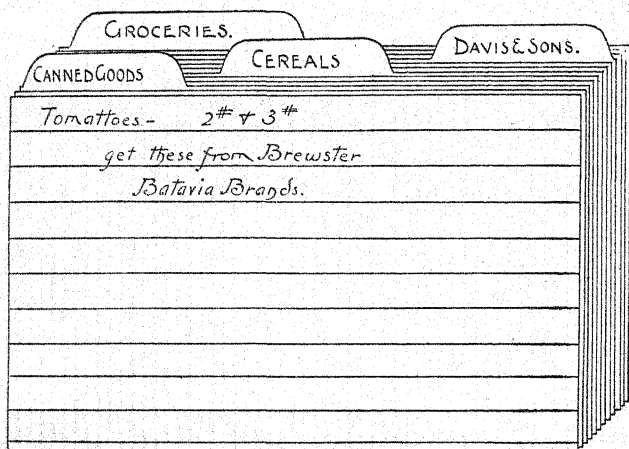 GROCERIES.
DAVIS & SONS.
CEREALS
CANNED GOODS
Tomattoes - 2# & 3#
get these from Brewster
Batavia Brands.